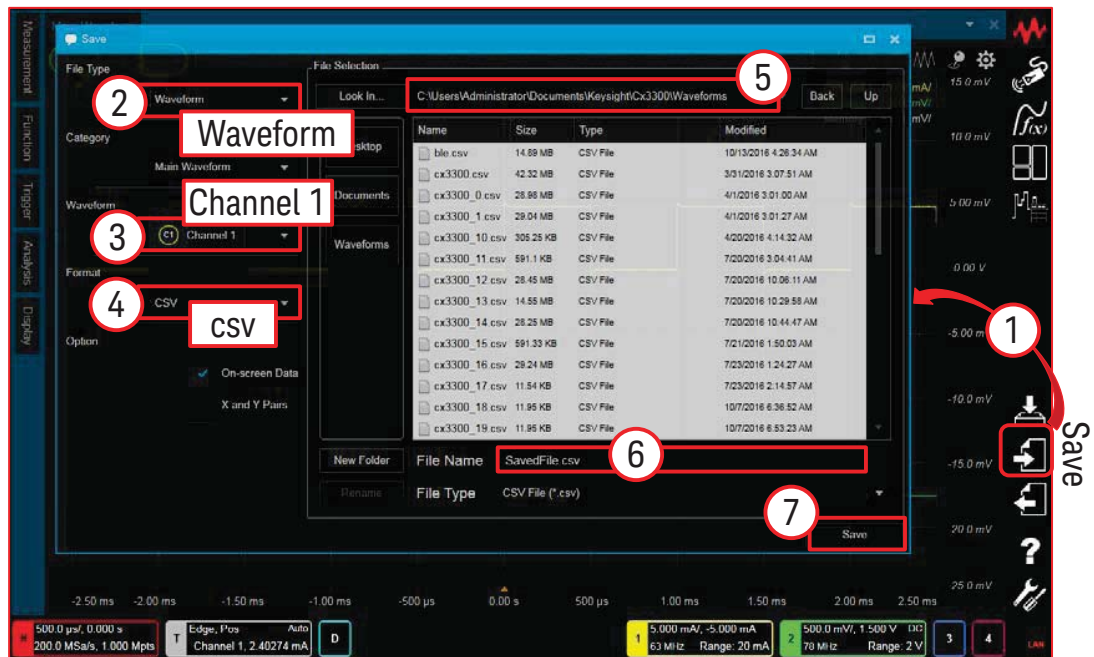 Measurement
Function
Trigger
Analysis
Display
Save
File Type
2
Waveform
Waveform
Category
Main Waveform
Channel 1
Waveform
3
C1 Channel 1
Format
4
CSV
CSV
Option
On-screen Data
X and Y Pairs
File Selection
5
Look In...
C:\Users\Administrator\Documents\Keysight\Cx3300\Waveforms
Back
Up
Documents
Waveforms
Name Size Type Modified
ble.csv 14.89 MB CSV File 10/13/2016 4:26:34 AM
cx3300.csv 42.32 MB CSV File 3/31/2016 3:07:51 AM
cx3300_0.csv 28.98 MB CSV File 4/1/2016 3:01:00 AM
cx3300_1.csv 29.04 MB CSV File 4/1/2016 3:01:27 AM
cx3300_10.csv 305.25 KB CSV File 4/20/2016 4:14:32 AM
cx3300_11.csv 591.1 KB CSV File 7/20/2016 3:04:41 AM
cx3300_12.csv 28.45 MB CSV File 7/20/2016 10:06:11 AM
cx3300_13.csv 14.55 MB CSV File 7/20/2016 10:29:58 AM
cx3300_14.csv 28.25 MB CSV File 7/20/2016 10:44:47 AM
cx3300_15.csv 591.33 KB CSV File 7/21/2016 1:50:03 AM
cx3300_16.csv 29.24 MB CSV File 7/23/2016 1:24:27 AM
cx3300_17.csv 11.54 KB CSV File 7/23/2016 2:14:57 AM
cx3300_18.csv 11.95 KB CSV File 10/7/2016 6:36:52 AM
cx3300_19.csv 11.95 KB CSV File 10/7/2016 6:53:23 AM
New Folder
Rename
File Name SavedFile.csv
6
File Type CSV File (*.csv)
7
Save
mA/
mV/
mV/
15.0 mV
10.0 mV
5.00 mV
0.00 V
-5.00 m
-10.0 mV
-15.0 mV
20.0 mV
25.0 mV
f(x)
1
Save
?
-2.50 ms -2.00 ms -1.50 ms -1.00 ms -500 µs 0.00 s 500 µs 1.00 ms 1.50 ms 2.00 ms 2.50 ms
H
500.0 µs/, 0.000 s
200.0 MSa/s, 1.000 Mpts
T
Edge, Pos Auto
Channel 1, 2.40274 mA
D
1
5.000 mA/, -5.000 mA
63 MHz Range: 20 mA
2
500.0 mV/, 1.500 V DC
78 MHz Range: 2 V
3
4
LAN